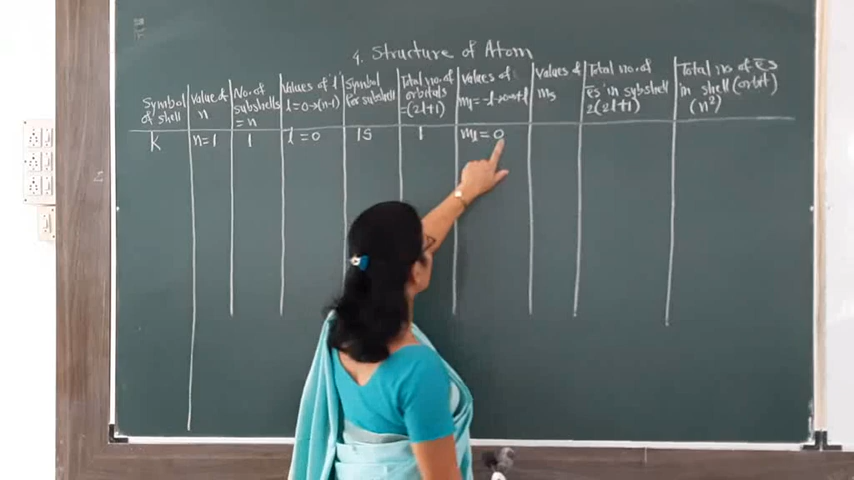 4. Structure of Atom
Symbol of shell
Value of n
No. of subshells = n
Values of 'l' l = 0→(n-1)
Symbol for subshell
Total no. of orbitals =(2l+1)
Values of ml = -l→0→+l
Values of ms
Total no. of e̅s in subshell 2(2l+1)
Total no of e̅s in shell (orbit) (n²)
K n=1 1 l=0 1S 1 ml=0